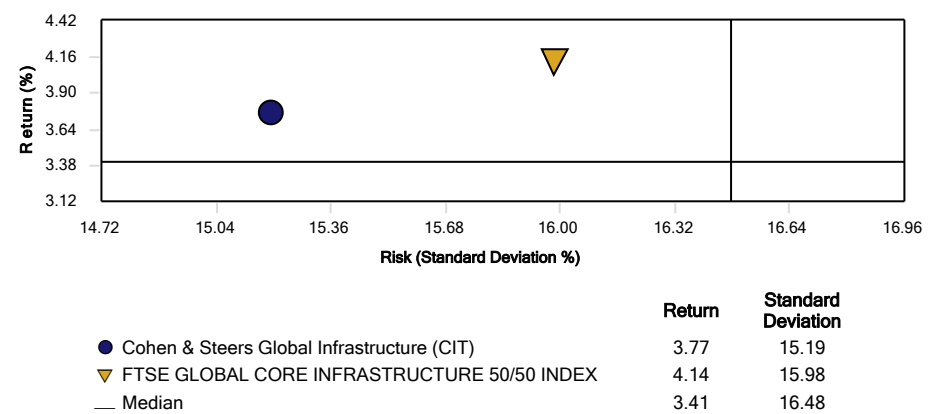 4.42
4.16
3.90
3.64
3.38
3.12
Return (%)
14.72 15.04 15.36 15.68 16.00 16.32 16.64 16.96
Risk (Standard Deviation %)
Return Standard Deviation
Cohen & Steers Global Infrastructure (CIT) 3.77 15.19
FTSE GLOBAL CORE INFRASTRUCTURE 50/50 INDEX 4.14 15.98
Median 3.41 16.48